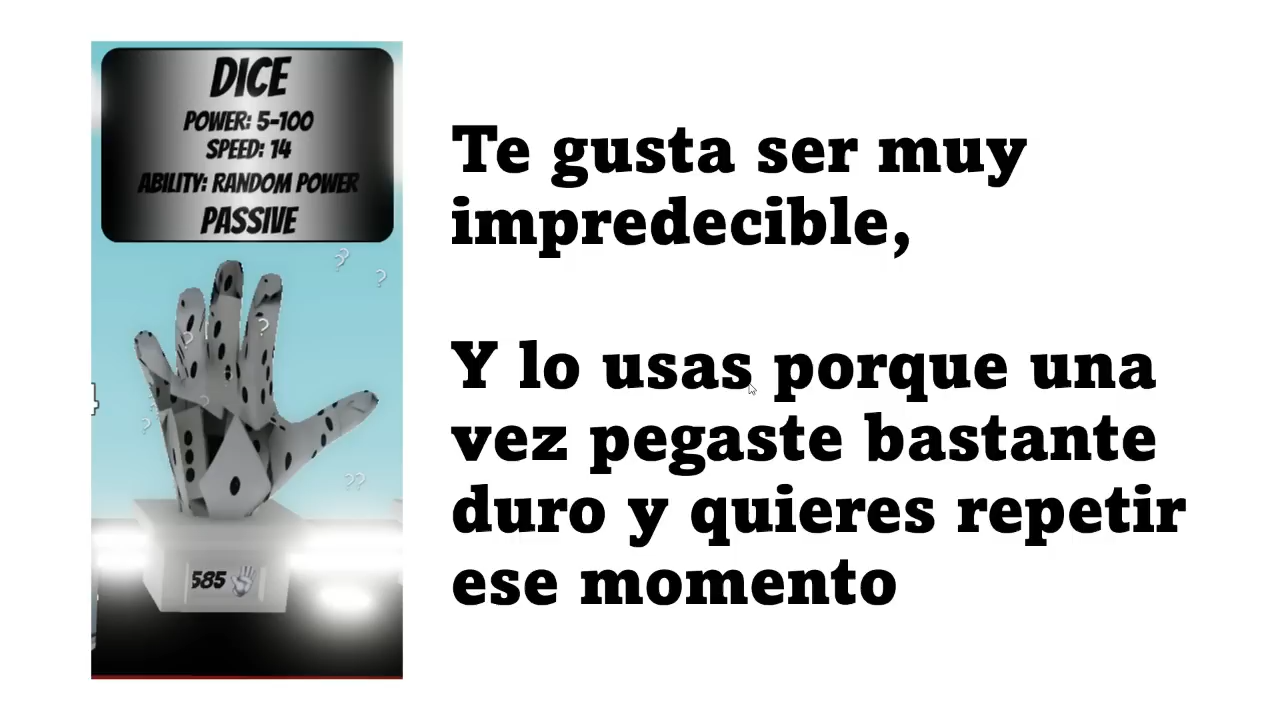 DICE
POWER: 5-100
SPEED: 14
ABILITY: RANDOM POWER
PASSIVE
Te gusta ser muy
impredecible,
Y lo usas porque una
vez pegaste bastante
duro y quieres repetir
ese momento
? ?
? ?
?
?
??
585